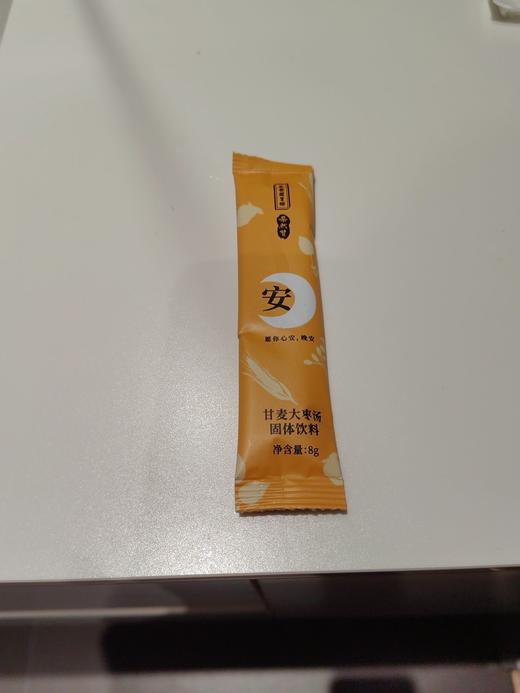 安
愿你心安,晚安
甘麦大枣汤
固体饮料
净含量:8g